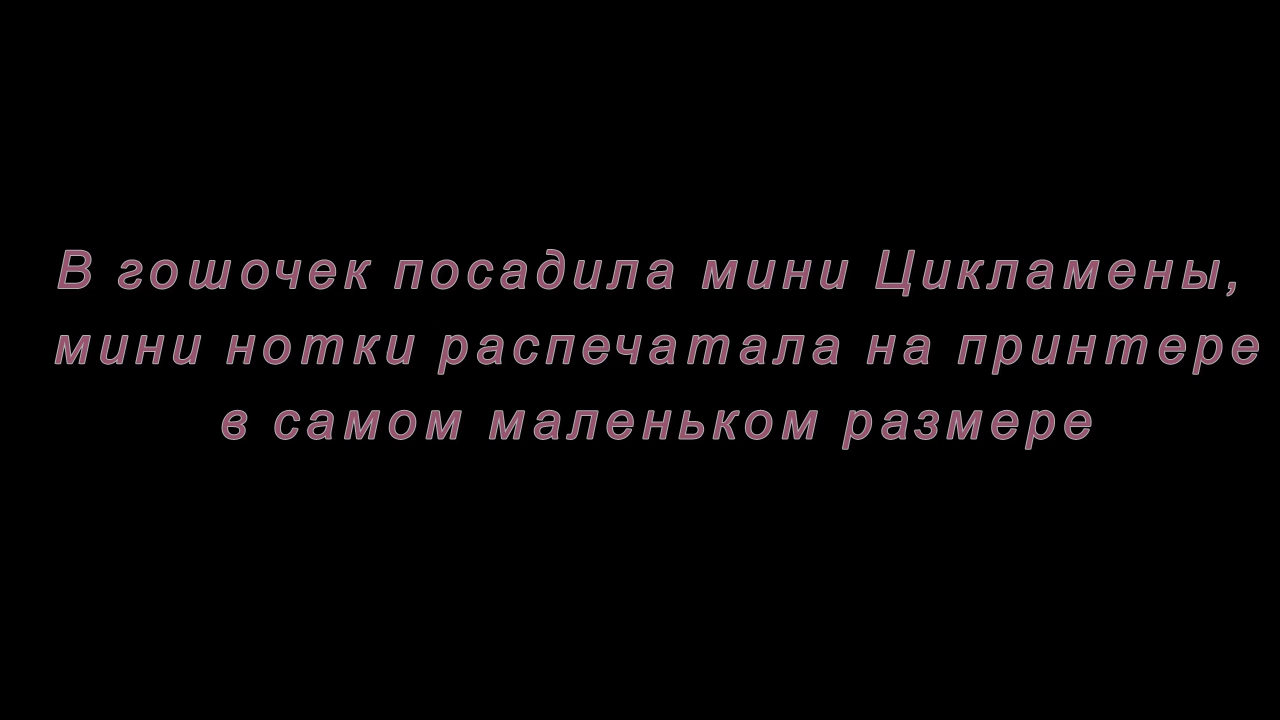 В гошочек посадила мини Цикламены,
мини нотки распечатала на принтере
в самом маленьком размере